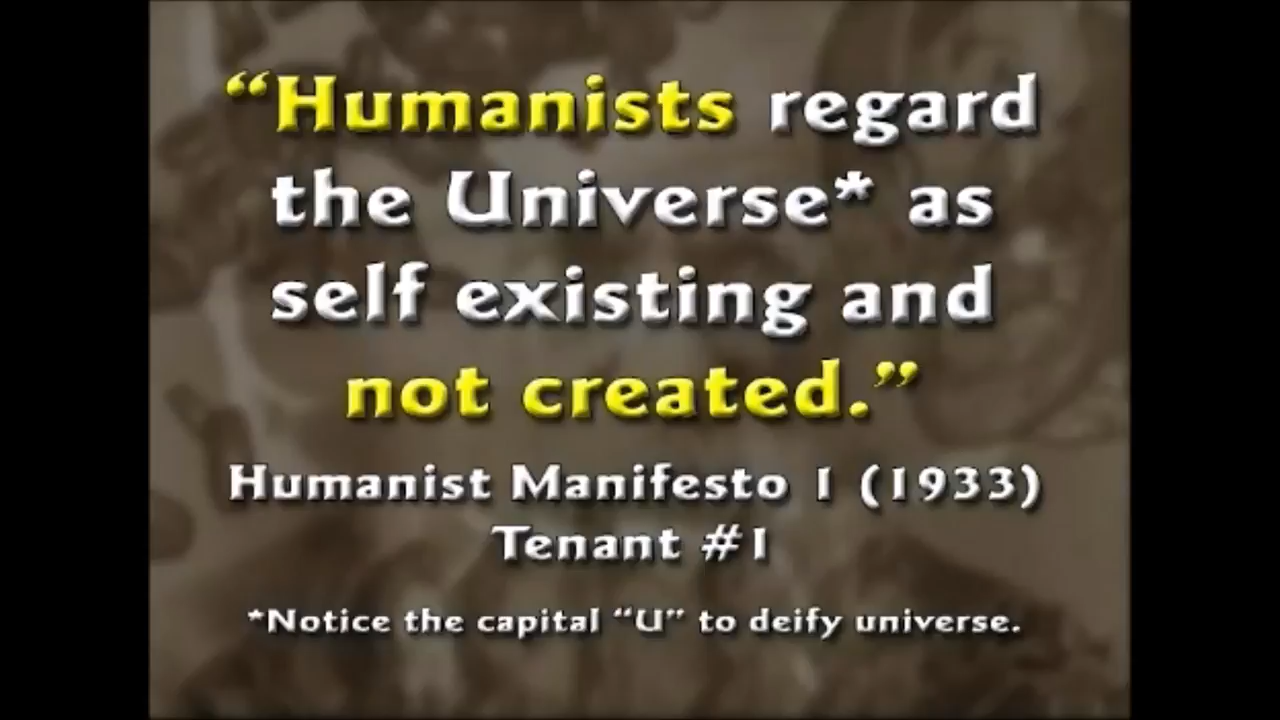 “Humanists regard
the Universe* as
self existing and
not created.”
Humanist Manifesto 1 (1933)
Tenant #1
*Notice the capital “U” to deify universe.